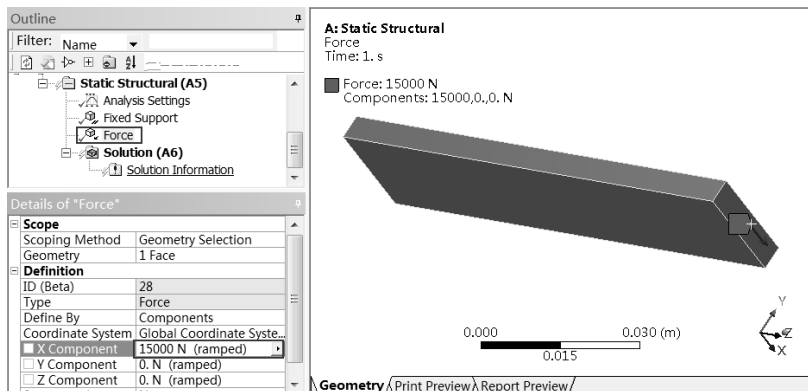 Outline
Filter: Name
Static Structural (A5)
Analysis Settings
Fixed Support
Force
Solution (A6)
Solution Information
Details of "Force"
Scope
Scoping Method Geometry Selection
Geometry 1 Face
Definition
ID (Beta) 28
Type Force
Define By Components
Coordinate System Global Coordinate Syste...
X Component 15000 N (ramped)
Y Component 0. N (ramped)
Z Component 0. N (ramped)
A: Static Structural
Force
Time: 1. s
Force: 15000 N
Components: 15000,0.,0. N
0.000 0.030 (m)
0.015
Y
Z
X
Geometry Print Preview Report Preview